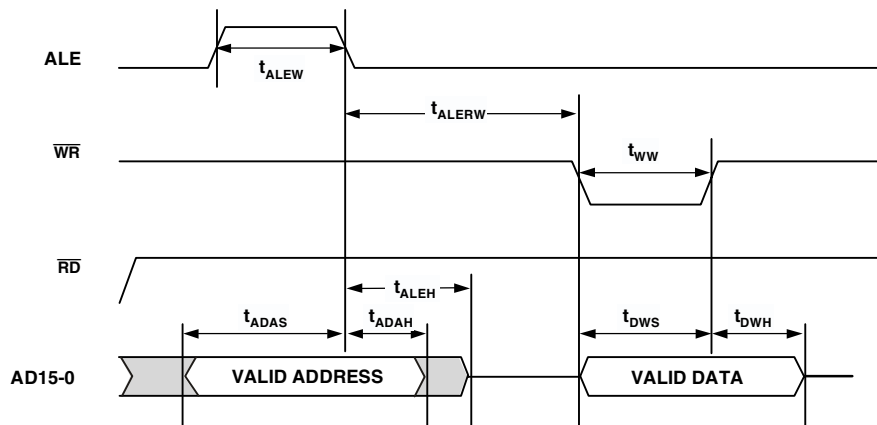 ALE
tALEW
tALERW
WR
tWW
RD
tALEH
tADAS
tADAH
tDWS
tDWH
AD15-0
VALID ADDRESS
VALID DATA